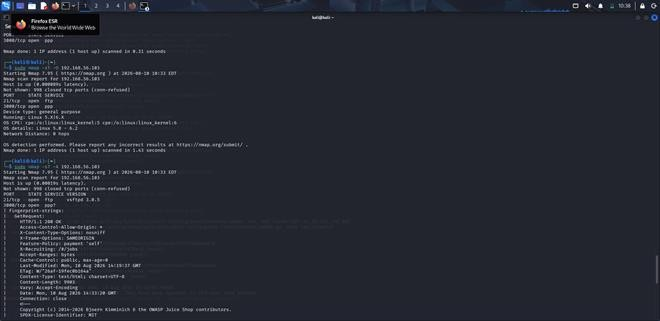 1 2 3 4
10:38
kali@kali: ~
Firefox ESR
Browse the World Wide Web
3000/tcp open ppp
Nmap done: 1 IP address (1 host up) scanned in 0.31 seconds
(kali@kali)-[~]
$ sudo nmap -sT -O 192.168.56.103
Starting Nmap 7.95 ( https://nmap.org ) at 2026-08-10 10:33 EDT
Nmap scan report for 192.168.56.103
Host is up (0.000089s latency).
Not shown: 998 closed tcp ports (conn-refused)
PORT STATE SERVICE
21/tcp open ftp
3000/tcp open ppp
Device type: general purpose
Running: Linux 5.X|6.X
OS CPE: cpe:/o:linux:linux_kernel:5 cpe:/o:linux:linux_kernel:6
OS details: Linux 5.0 - 6.2
Network Distance: 0 hops
OS detection performed. Please report any incorrect results at https://nmap.org/submit/ .
Nmap done: 1 IP address (1 host up) scanned in 1.43 seconds
(kali@kali)-[~]
$ sudo nmap -sT -A 192.168.56.103
Starting Nmap 7.95 ( https://nmap.org ) at 2026-08-10 10:33 EDT
Nmap scan report for 192.168.56.103
Host is up (0.00019s latency).
Not shown: 998 closed tcp ports (conn-refused)
PORT STATE SERVICE VERSION
21/tcp open ftp vsftpd 3.0.5
3000/tcp open ppp?
| fingerprint-strings:
| GetRequest:
| HTTP/1.1 200 OK
| Access-Control-Allow-Origin: *
| X-Content-Type-Options: nosniff
| X-Frame-Options: SAMEORIGIN
| Feature-Policy: payment 'self'
| X-Recruiting: /#/jobs
| Accept-Ranges: bytes
| Cache-Control: public, max-age=0
| Last-Modified: Mon, 10 Aug 2026 14:19:37 GMT
| Content-Type: text/html; charset=UTF-8
| Content-Length: 9903
| Vary: Accept-Encoding
| Date: Mon, 10 Aug 2026 14:33:20 GMT
| Connection: close
| <!--
| Copyright (c) 2014-2026 Bjoern Kimminich & the OWASP Juice Shop contributors.
| SPDX-License-Identifier: MIT